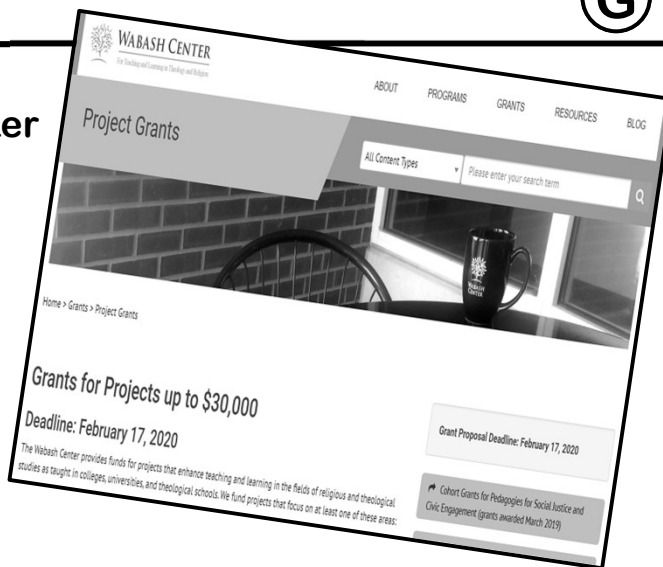 G
WABASH CENTER
For Teaching and Learning in Theology and Religion
ABOUT PROGRAMS GRANTS RESOURCES BLOG
Project Grants
All Content Types
Please enter your search term
WABASH
CENTER
Home > Grants > Project Grants
Grants for Projects up to $30,000
Deadline: February 17, 2020
The Wabash Center provides funds for projects that enhance teaching and learning in the fields of religious and theological
studies as taught in colleges, universities, and theological schools. We fund projects that focus on at least one of these areas:
Grant Proposal Deadline: February 17, 2020
Cohort Grants for Pedagogies for Social Justice and
Civic Engagement (grants awarded March 2019)